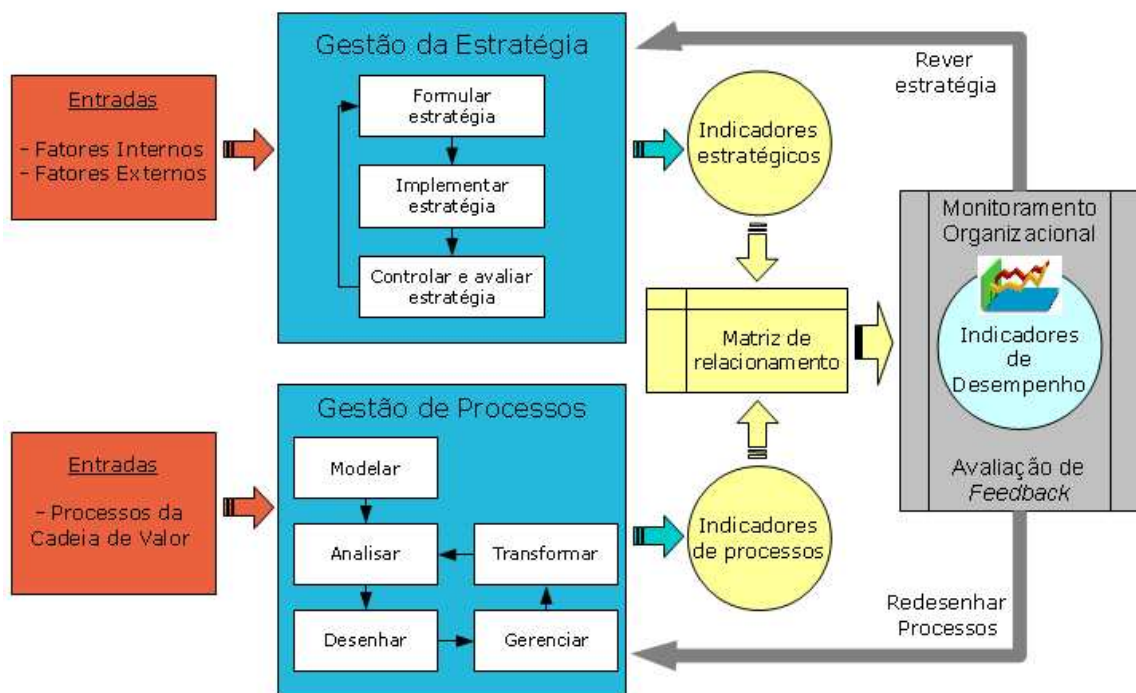 Gestão da Estratégia
Entradas
- Fatores Internos
- Fatores Externos
Formular
estratégia
Implementar
estratégia
Controlar e avaliar
estratégia
Indicadores
estratégicos
Rever
estratégia
Matriz de
relacionamento
Monitoramento
Organizacional
Indicadores
de
Desempenho
Avaliação de
Feedback
Gestão de Processos
Entradas
- Processos da
Cadeia de Valor
Modelar
Analisar
Transformar
Desenhar
Gerenciar
Indicadores
de processos
Redesenhar
Processos